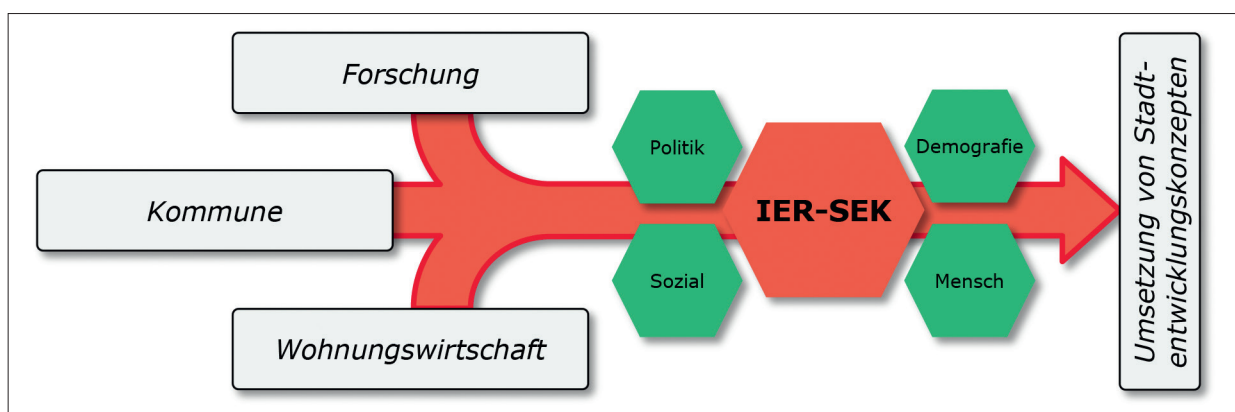 Forschung
Kommune
Wohnungswirtschaft
Politik
Sozial
IER-SEK
Demografie
Mensch
Umsetzung von Stadt-
entwicklungskonzepten